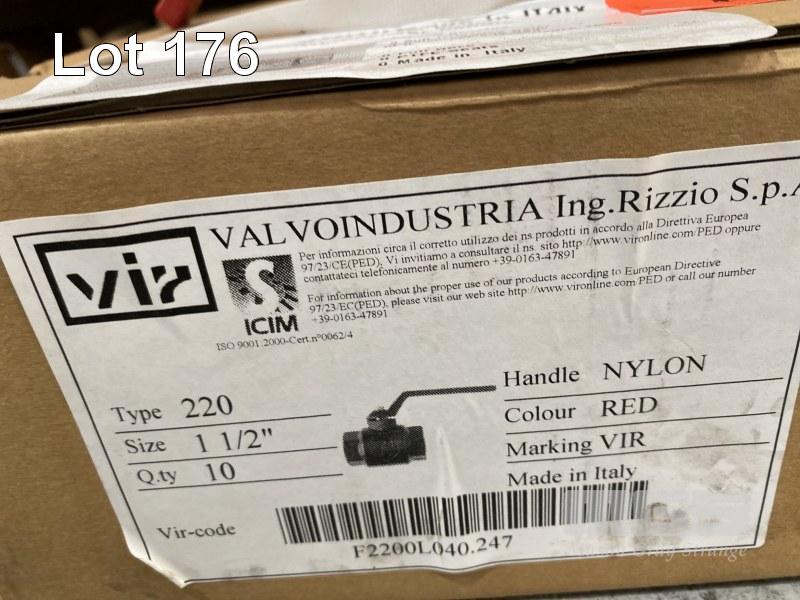 Lot 176
ITALY
0 Made in Italy
vir
VALVOINDUSTRIA Ing.Rizzio S.p.A
Per informazioni circa il corretto utilizzo dei ns prodotti in accordo alla Direttiva Europea
97/23/CE(PED), Vi invitiamo a consultare il ns. sito http://www.vironline.com/PED oppure
contattateci telefonicamente al numero +39-0163-47891
For information about the proper use of our products according to European Directive
97/23/EC(PED), please visit our web site http://www.vironline.com PED or call our number
+39-0163-47891
ICIM
ISO 9001:2000-Cert.n°0062/4
Type 220
Size 1 1/2"
Q.ty 10
Handle NYLON
Colour RED
Marking VIR
Made in Italy
Vir-code
F2200L040.247